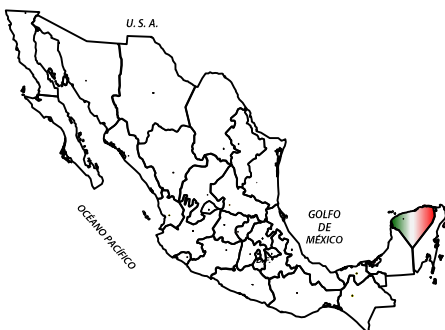 U. S. A.
OCÉANO PACÍFICO
GOLFO
DE
MÉXICO